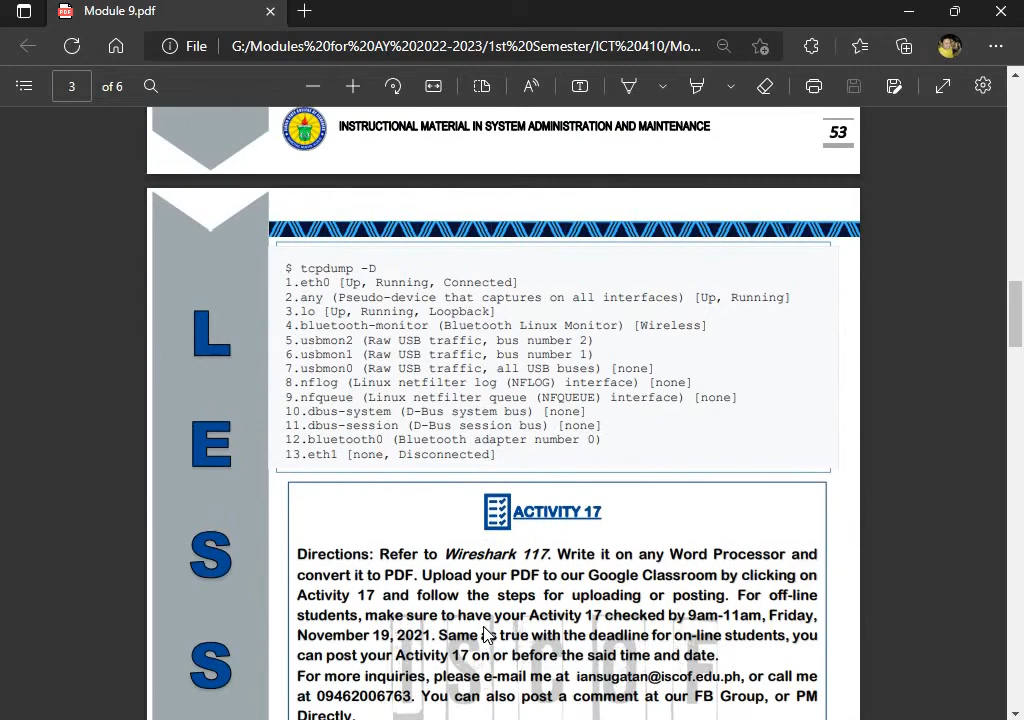 Module 9.pdf
File
G:/Modules%20for%20AY%202022-2023/1st%20Semester/ICT%20410/Mo...
3 of 6
INSTRUCTIONAL MATERIAL IN SYSTEM ADMINISTRATION AND MAINTENANCE
53
$ tcpdump -D
1.eth0 [Up, Running, Connected]
2.any (Pseudo-device that captures on all interfaces) [Up, Running]
3.lo [Up, Running, Loopback]
4.bluetooth-monitor (Bluetooth Linux Monitor) [Wireless]
5.usbmon2 (Raw USB traffic, bus number 2)
6.usbmon1 (Raw USB traffic, bus number 1)
7.usbmon0 (Raw USB traffic, all USB buses) [none]
8.nflog (Linux netfilter log (NFLOG) interface) [none]
9.nfqueue (Linux netfilter queue (NFQUEUE) interface) [none]
10.dbus-system (D-Bus system bus) [none]
11.dbus-session (D-Bus session bus) [none]
12.bluetooth0 (Bluetooth adapter number 0)
13.eth1 [none, Disconnected]
L
E
S
S
ACTIVITY 17
Directions: Refer to Wireshark 117. Write it on any Word Processor and
convert it to PDF. Upload your PDF to our Google Classroom by clicking on
Activity 17 and follow the steps for uploading or posting. For off-line
students, make sure to have your Activity 17 checked by 9am-11am, Friday,
November 19, 2021. Same as true with the deadline for on-line students, you
can post your Activity 17 on or before the said time and date.
For more inquiries, please e-mail me at iansugatan@iscof.edu.ph, or call me
at 09462006763. You can also post a comment at our FB Group, or PM
Directly.
ISCOF